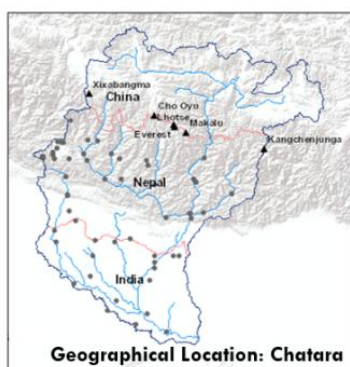 Xixabangma
China
Cho Oyu
Lhotse
Makalu
Everest
Kangchenjunga
Nepal
India
Geographical Location: Chatara